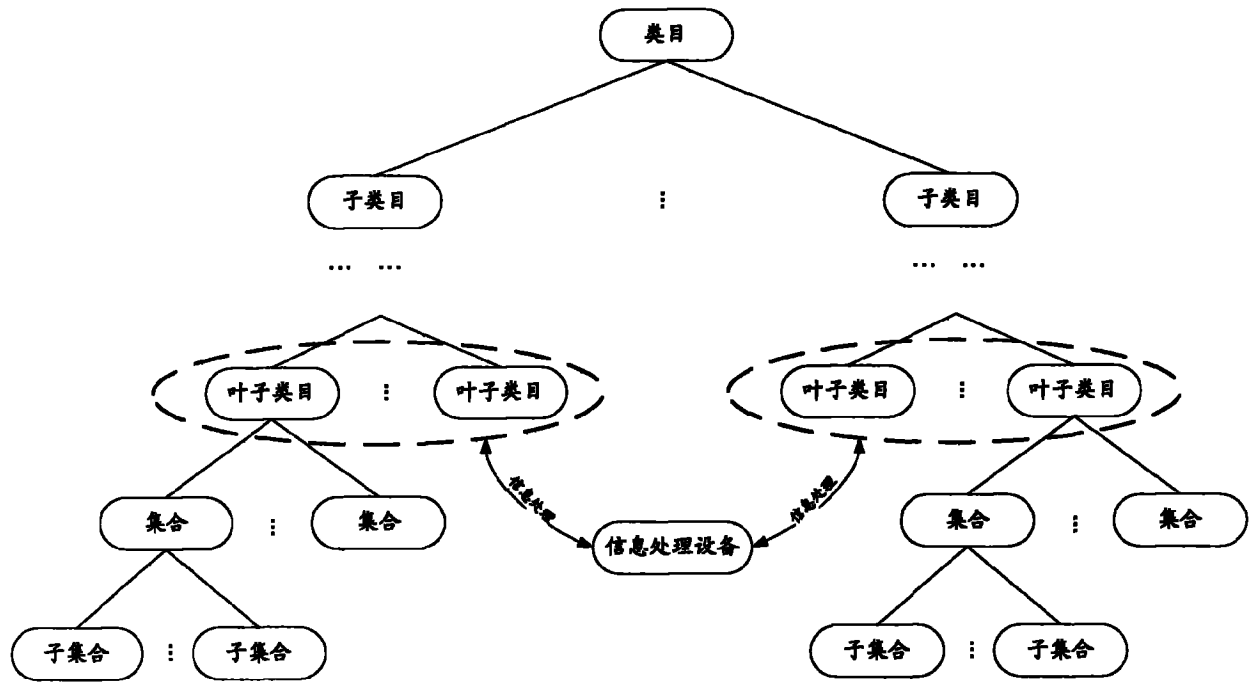 类目
子类目
子类目
叶子类目
叶子类目
叶子类目
叶子类目
信息处理
信息处理
集合
集合
信息处理设备
集合
集合
子集合
子集合
子集合
子集合